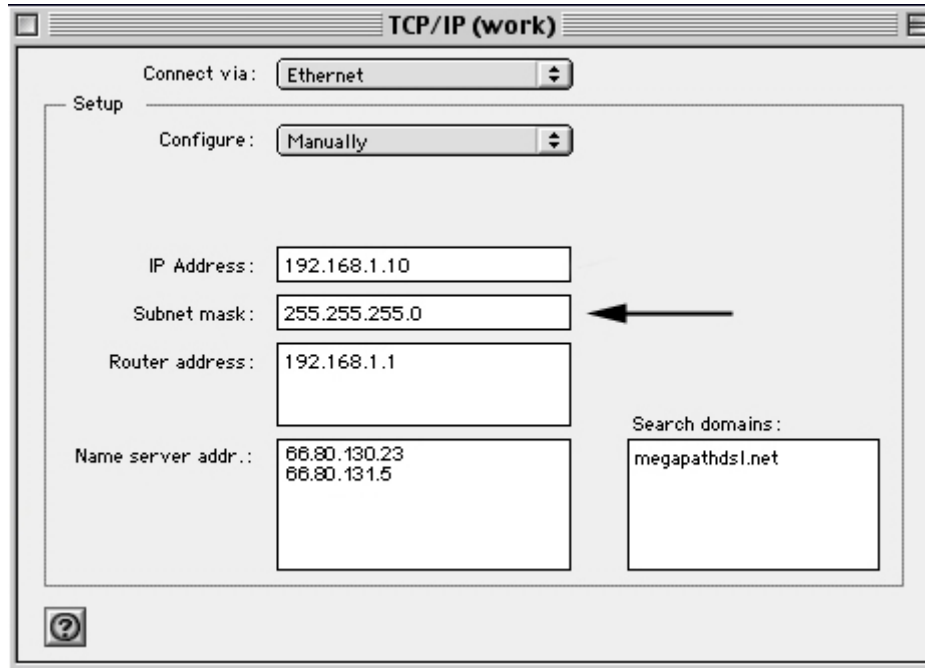 TCP/IP (work)
Connect via: Ethernet
Setup
Configure: Manually
IP Address: 192.168.1.10
Subnet mask: 255.255.255.0
Router address: 192.168.1.1
Search domains:
Name server addr.: 66.80.130.23
66.80.131.5
megapathdsl.net
?